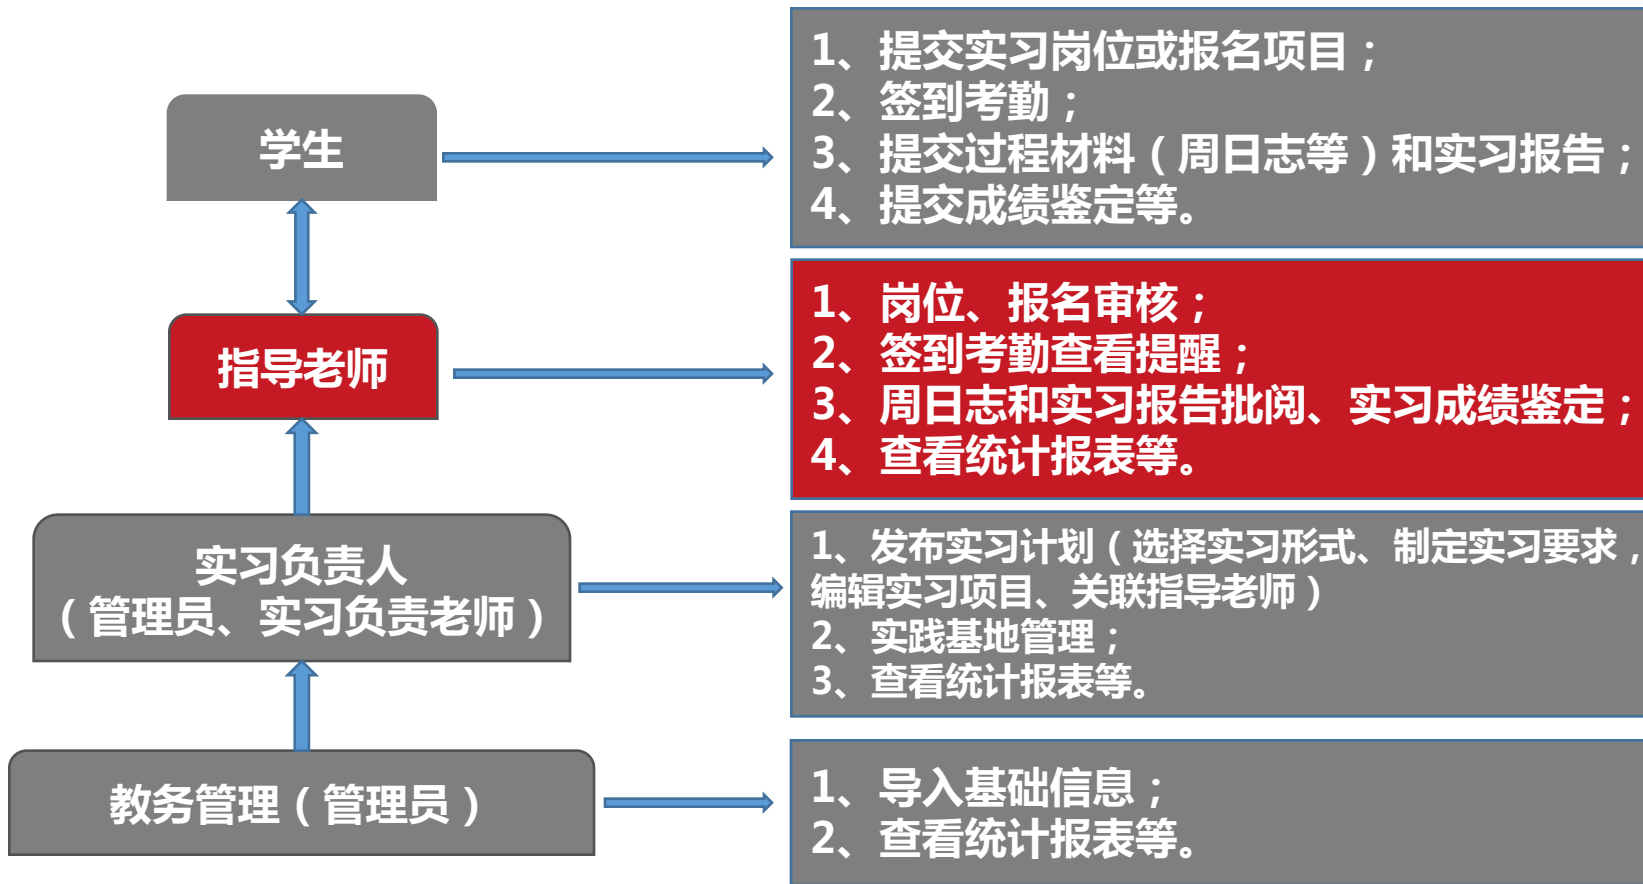 学生
1、提交实习岗位或报名项目；
2、签到考勤；
3、提交过程材料（周日志等）和实习报告；
4、提交成绩鉴定等。
指导老师
1、岗位、报名审核；
2、签到考勤查看提醒；
3、周日志和实习报告批阅、实习成绩鉴定；
4、查看统计报表等。
实习负责人
（管理员、实习负责老师）
1、发布实习计划（选择实习形式、制定实习要求，
编辑实习项目、关联指导老师）
2、实践基地管理；
3、查看统计报表等。
教务管理（管理员）
1、导入基础信息；
2、查看统计报表等。